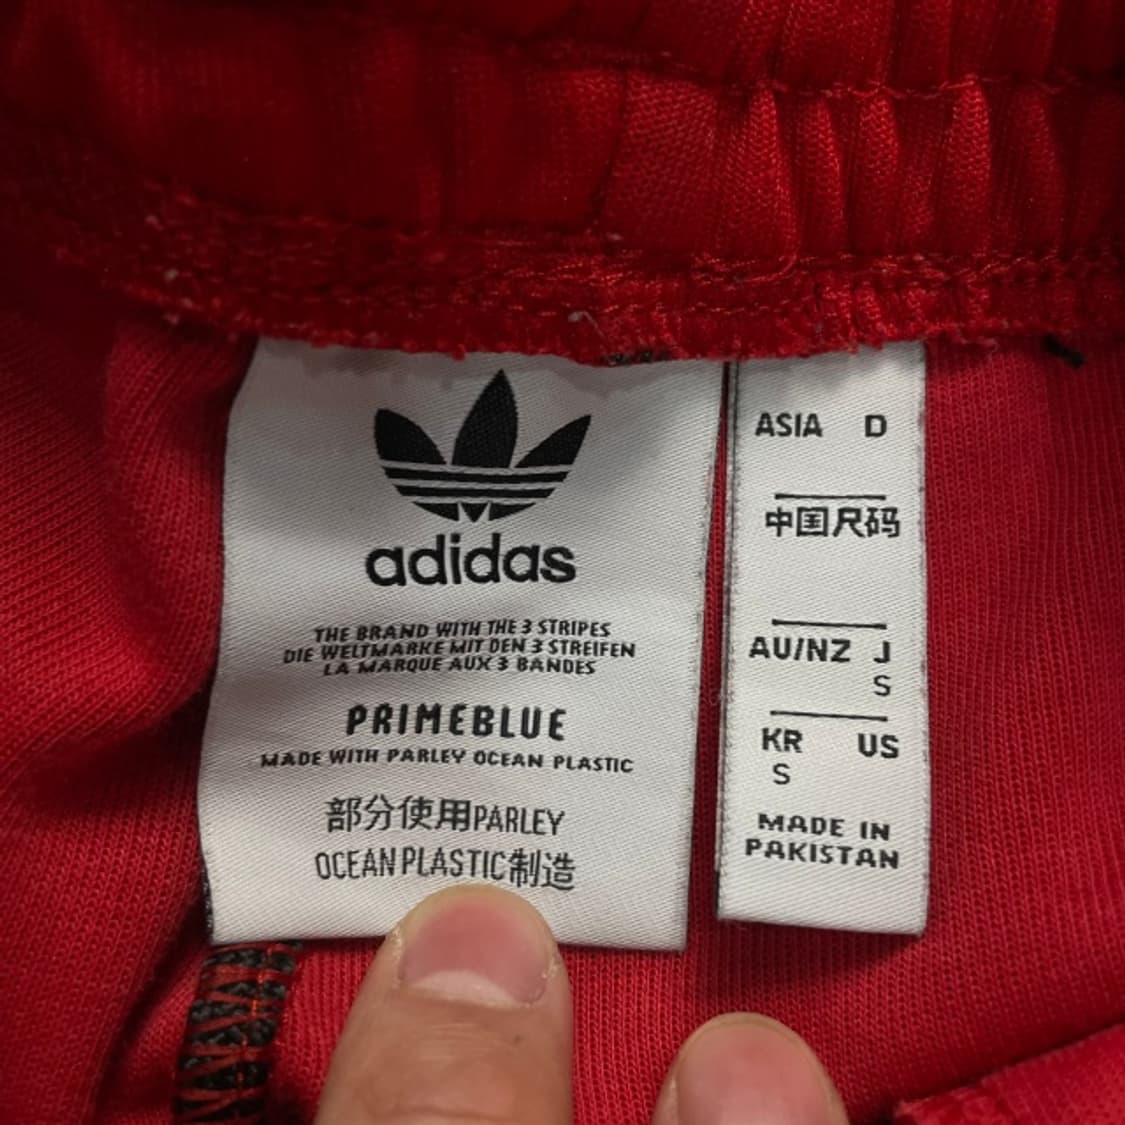 adidas
THE BRAND WITH THE 3 STRIPES
DIE WELTMARKE MIT DEN 3 STREIFEN
LA MARQUE AUX 3 BANDES
PRIMEBLUE
MADE WITH PARLEY OCEAN PLASTIC
部分使用PARLEY
OCEAN PLASTIC制造
ASIA D
中国尺码
AU/NZ J
S
KR US
S
MADE IN
PAKISTAN